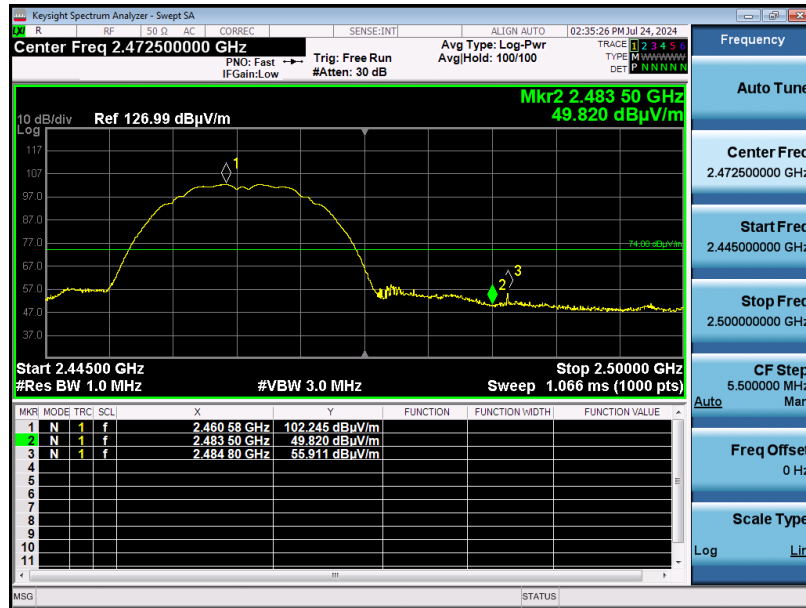 Keysight Spectrum Analyzer - Swept SA
LXI R RF 50 Ω AC CORREC SENSE:INT ALIGN AUTO 02:35:26 PM Jul 24, 2024
Center Freq 2.472500000 GHz
PNO: Fast
IFGain:Low
Trig: Free Run
#Atten: 30 dB
Avg Type: Log-Pwr
Avg|Hold: 100/100
TRACE 1 2 3 4 5 6
TYPE M W W W W W
DET P N N N N N
Mkr2 2.483 50 GHz
49.820 dBµV/m
10 dB/div Ref 126.99 dBµV/m
Log
117
107
97.0
87.0
77.0
67.0
57.0
47.0
37.0
1
74.00 dBµV/m
2
3
Start 2.44500 GHz Stop 2.50000 GHz
#Res BW 1.0 MHz #VBW 3.0 MHz Sweep 1.066 ms (1000 pts)
MKR MODE TRC SCL X Y FUNCTION FUNCTION WIDTH FUNCTION VALUE
1 N 1 f 2.460 58 GHz 102.245 dBµV/m
2 N 1 f 2.483 50 GHz 49.820 dBµV/m
3 N 1 f 2.484 80 GHz 55.911 dBµV/m
4
5
6
7
8
9
10
11
MSG STATUS
Frequency
Auto Tune
Center Freq
2.472500000 GHz
Start Freq
2.445000000 GHz
Stop Freq
2.500000000 GHz
CF Step
5.500000 MHz
Auto Man
Freq Offset
0 Hz
Scale Type
Log Lin